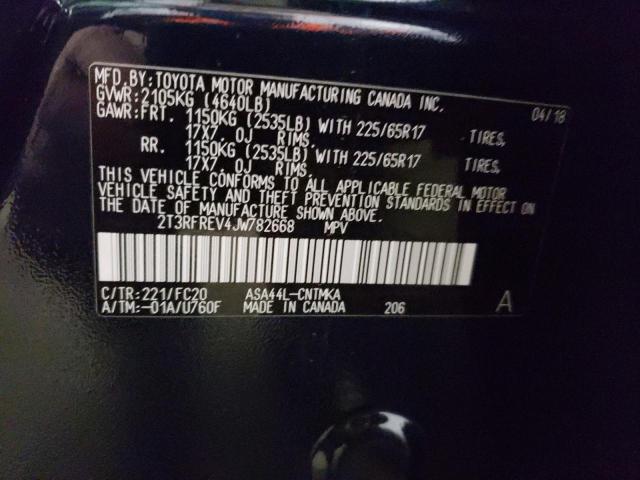 MFD. BY: TOYOTA MOTOR MANUFACTURING CANADA INC.
GVWR: 2105KG (4640LB) 04/18
GAWR: FRT. 1150KG (2535LB) WITH 225/65R17 TIRES,
17X7. 0J RIMS.
RR. 1150KG (2535LB) WITH 225/65R17 TIRES,
17X7. 0J RIMS.
THIS VEHICLE CONFORMS TO ALL APPLICABLE FEDERAL MOTOR
VEHICLE SAFETY AND THEFT PREVENTION STANDARDS IN EFFECT ON
THE DATE OF MANUFACTURE SHOWN ABOVE.
2T3RFREV4JW782668 MPV
C/TR: 221/FC20 ASA44L-CNTMKA
A/TM: -01A/U760F MADE IN CANADA 206 A